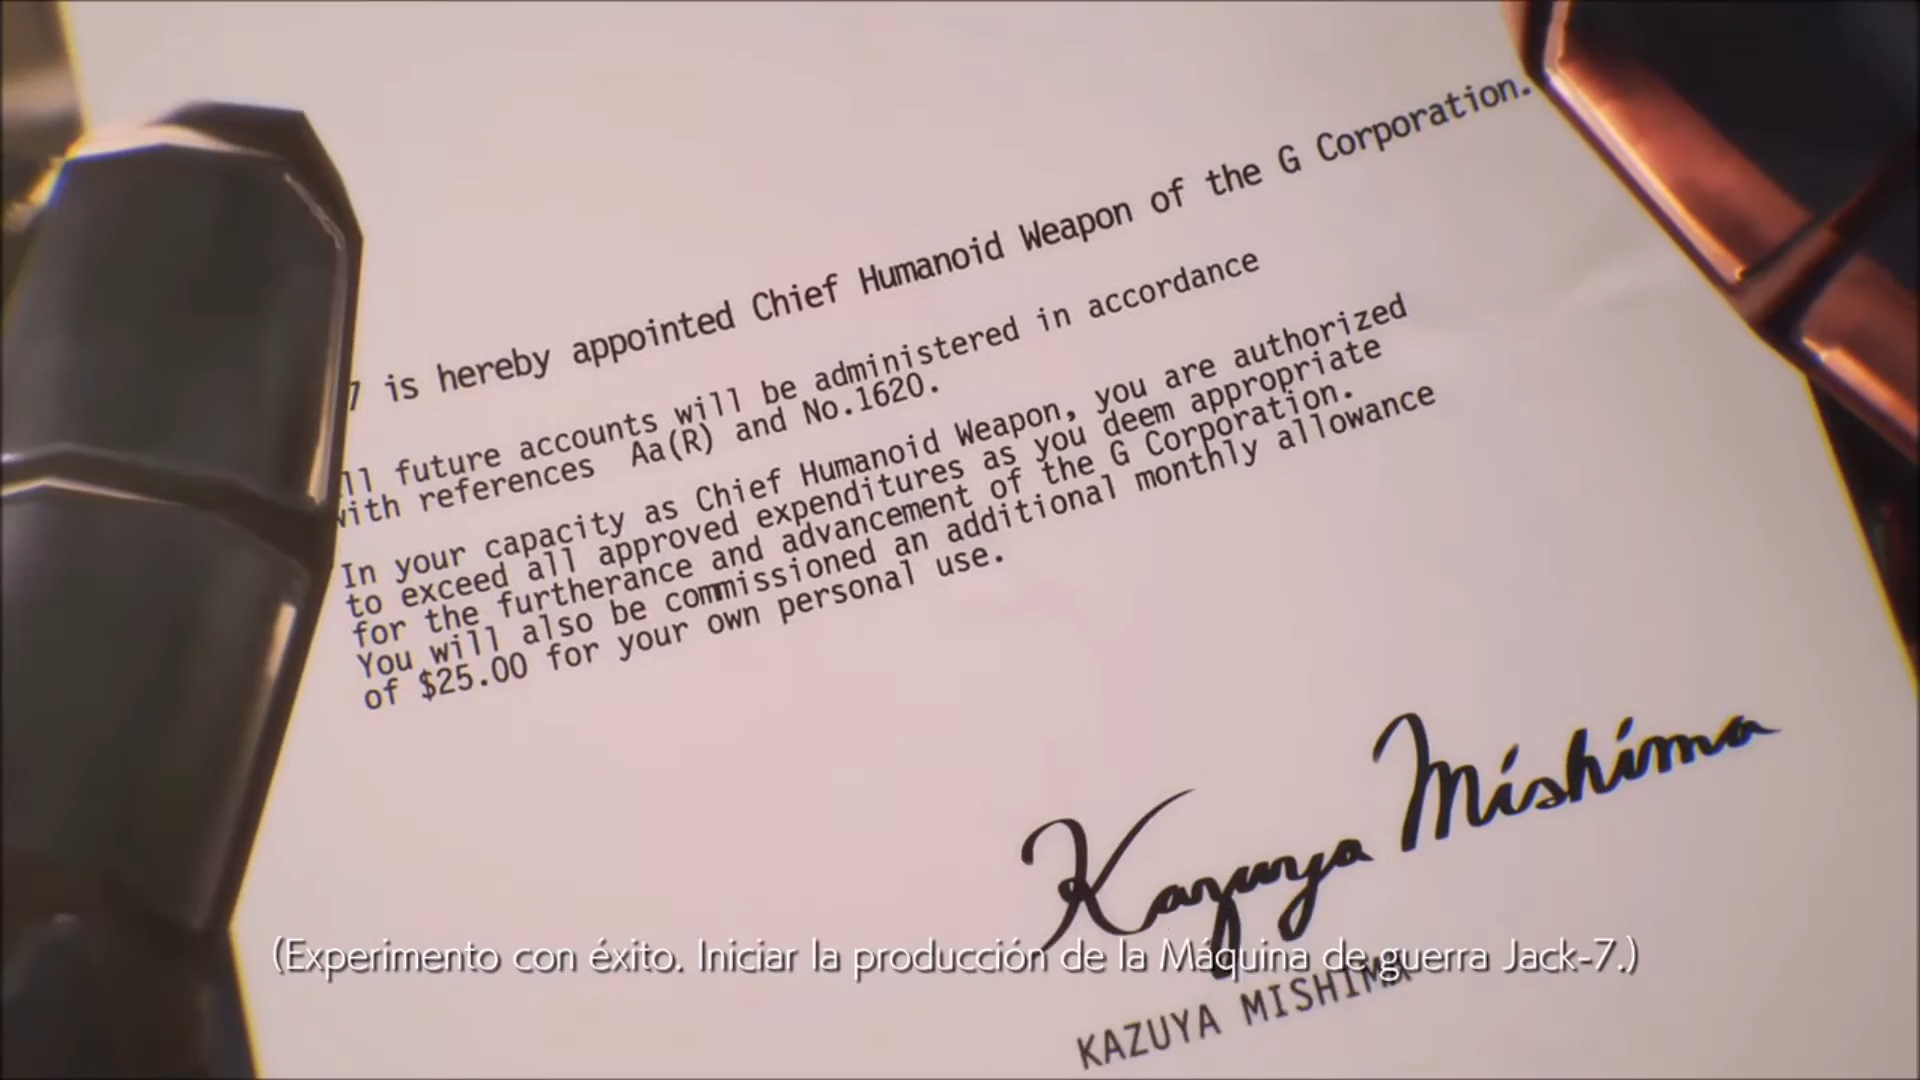 7 is hereby appointed Chief Humanoid Weapon of the G Corporation.
ll future accounts will be administered in accordance
with references Aa(R) and No.1620.
In your capacity as Chief Humanoid Weapon, you are authorized
to exceed all approved expenditures as you deem appropriate
for the furtherance and advancement of the G Corporation.
You will also be commissioned an additional monthly allowance
of $25.00 for your own personal use.
Kazuya Mishima
(Experimento con éxito. Iniciar la producción de la Máquina de guerra Jack-7.)
KAZUYA MISHIMA